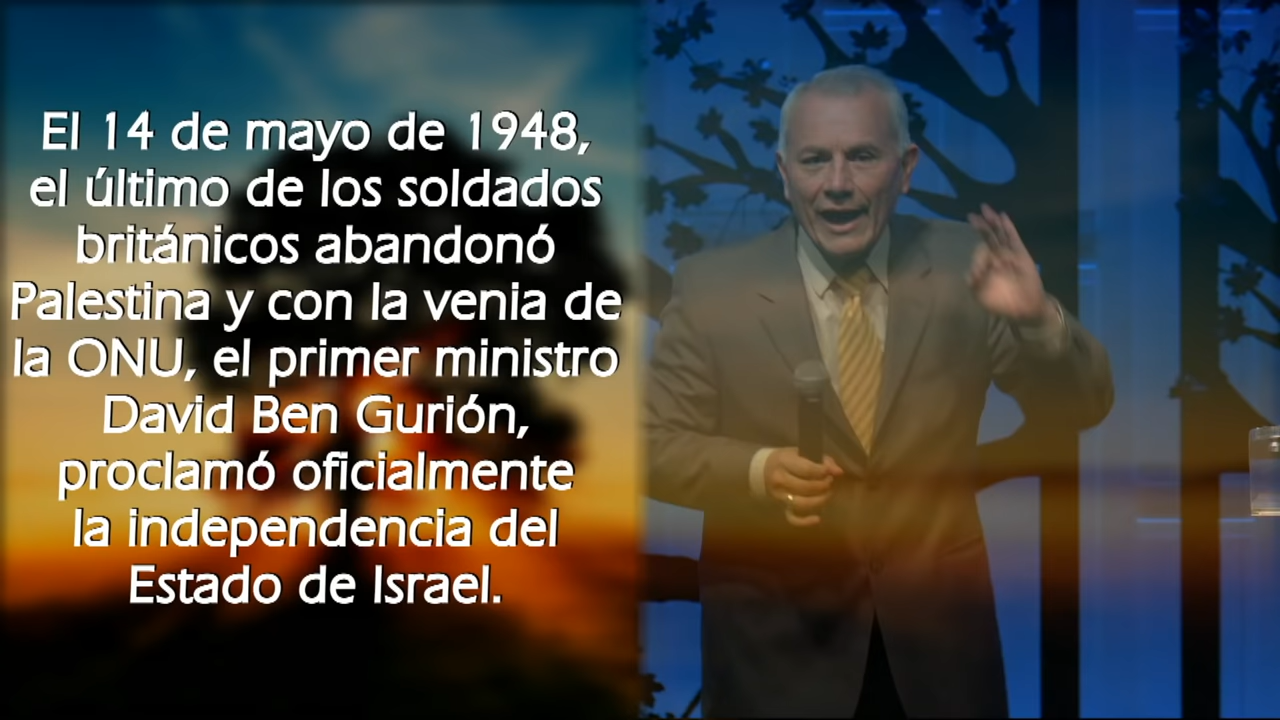 El 14 de mayo de 1948,
el último de los soldados
británicos abandonó
Palestina y con la venia de
la ONU, el primer ministro
David Ben Gurión,
proclamó oficialmente
la independencia del
Estado de Israel.